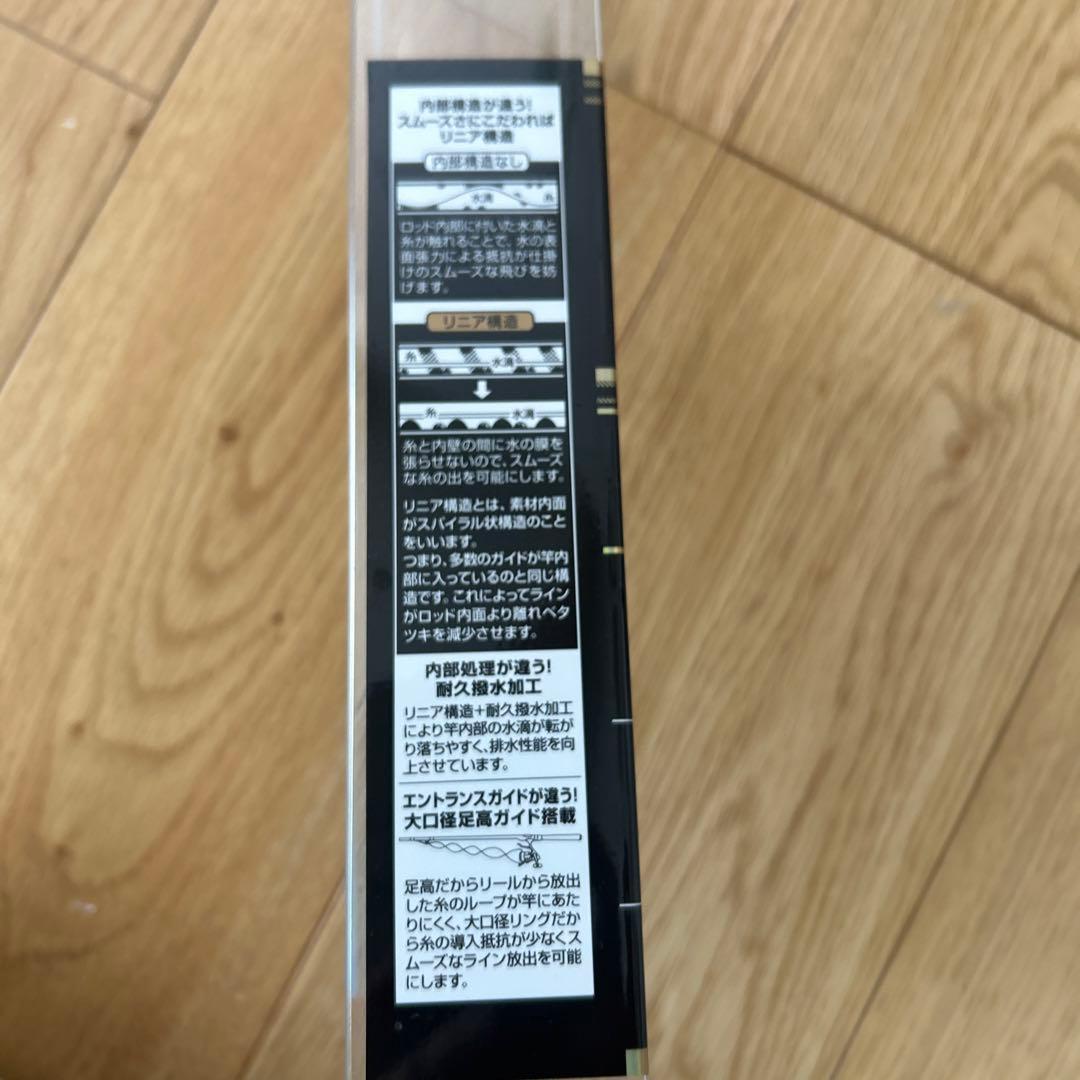 内部構造が違う!
スムーズさにこだわれば
リニア構造
内部構造なし
水滴 糸
ロッド内部に付いた水滴と
糸が触れることで、水の表
面張力による抵抗が仕掛
けのスムーズな飛びを妨
げます。
リニア構造
糸 水滴
糸 水滴
糸と内壁の間に水の膜を
張らせないので、スムーズ
な糸の出を可能にします。
リニア構造とは、素材内面
がスパイラル状構造のこと
をいいます。
つまり、多数のガイドが竿内
部に入っているのと同じ構
造です。これによってライン
がロッド内面より離れベタ
ツキを減少させます。
内部処理が違う!
耐久撥水加工
リニア構造+耐久撥水加工
により竿内部の水滴が転が
り落ちやすく、排水性能を向
上させています。
エントランスガイドが違う!
大口径足高ガイド搭載
足高だからリールから放出
した糸のループが竿にあた
りにくく、大口径リングだか
ら糸の導入抵抗が少なくス
ムーズなライン放出を可能
にします。